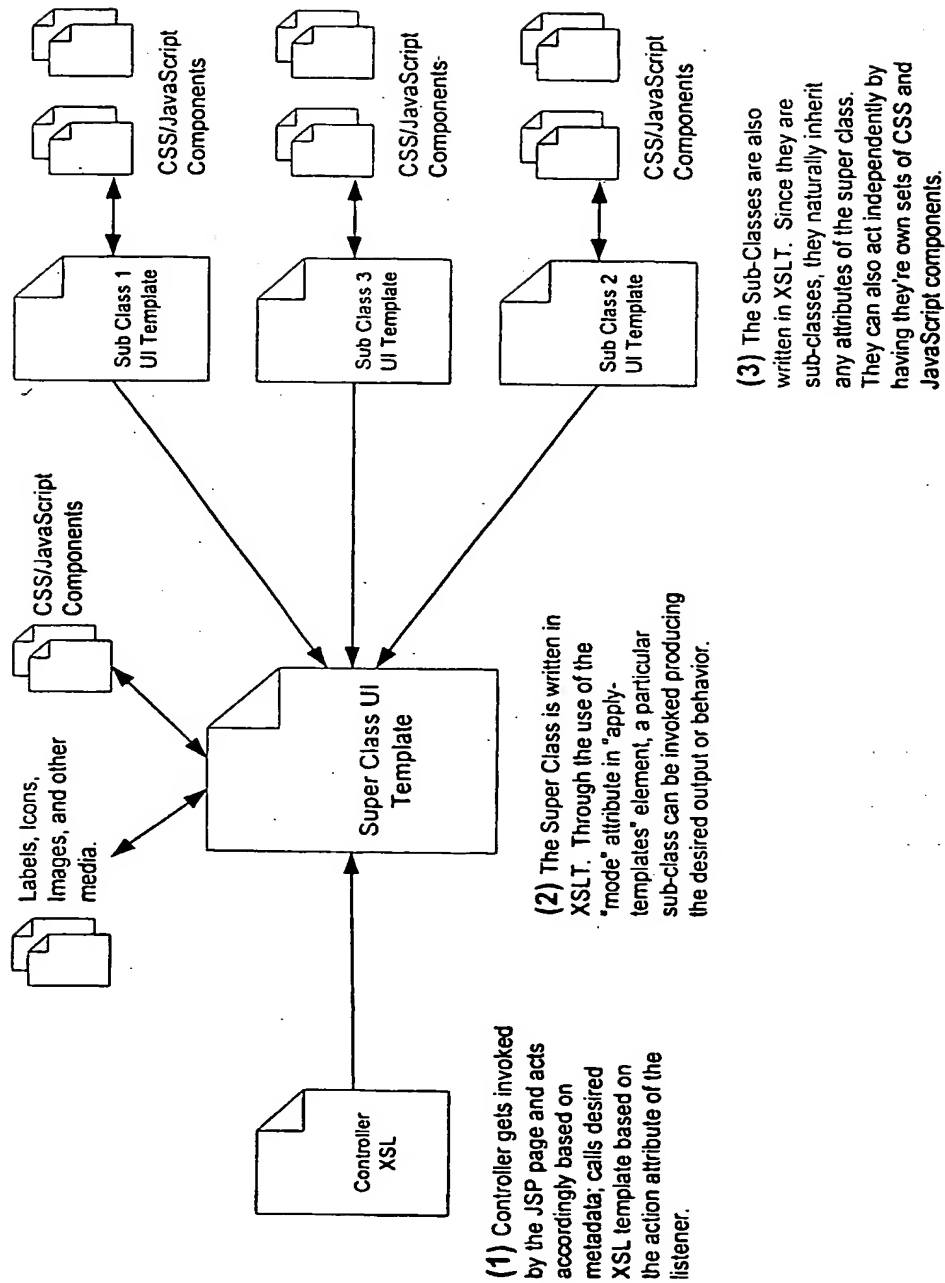 Labels, Icons,
Images, and other
media.
CSS/JavaScript
Components
Controller
XSL
Super Class UI
Template
Sub Class 1
UI Template
CSS/JavaScript
Components
Sub Class 3
UI Template
CSS/JavaScript
Components-
Sub Class 2
UI Template
CSS/JavaScript
Components
(1) Controller gets invoked
by the JSP page and acts
accordingly based on
metadata; calls desired
XSL template based on
the action attribute of the
listener.
(2) The Super Class is written in
XSLT. Through the use of the
"mode" attribute in "apply-
templates" element, a particular
sub-class can be invoked producing
the desired output or behavior.
(3) The Sub-Classes are also
written in XSLT. Since they are
sub-classes, they naturally inherit
any attributes of the super class.
They can also act independently by
having they're own sets of CSS and
JavaScript components.